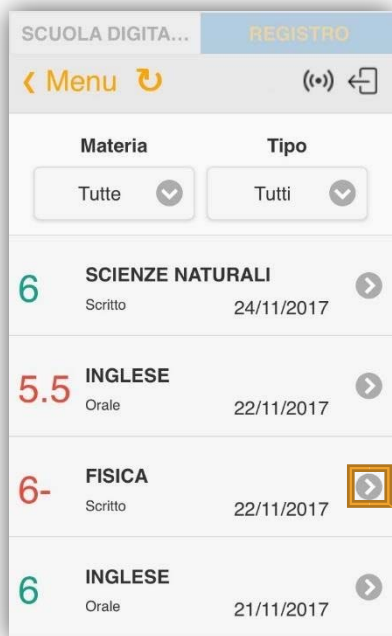 SCUOLA DIGITA... REGISTRO
Menu
Materia Tipo
Tutte Tutti
6 SCIENZE NATURALI
Scritto 24/11/2017
5.5 INGLESE
Orale 22/11/2017
6- FISICA
Scritto 22/11/2017
6 INGLESE
Orale 21/11/2017